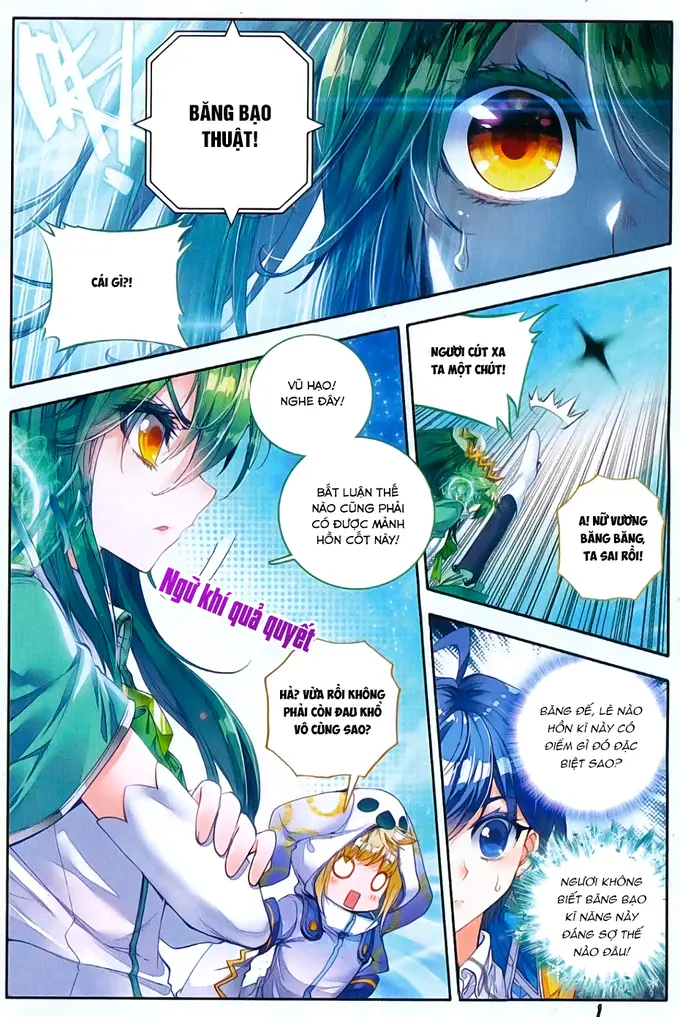 BĂNG BẠO
THUẬT!
CÁI GÌ?!
NGƯƠI CÚT XA
TA MỘT CHÚT!
A! NỮ VƯƠNG
BĂNG BĂNG,
TA SAI RỒI!
VŨ HẠO!
NGHE ĐÂY!
BẤT LUẬN THẾ
NÀO CŨNG PHẢI
CÓ ĐƯỢC MẢNH
HỒN CỐT NÀY!
Ngũ khí quả quyết
HẢ? VỪA RỒI KHÔNG
PHẢI CÒN ĐAU KHỔ
VÔ CÙNG SAO?
BĂNG ĐẾ, LẼ NÀO
HỒN KĨ NÀY CÓ
ĐIỂM GÌ ĐÓ ĐẶC
BIỆT SAO?
NGƯƠI KHÔNG
BIẾT BĂNG BẠO
KĨ NĂNG NÀY
ĐÁNG SỢ THẾ
NÀO ĐÂU!